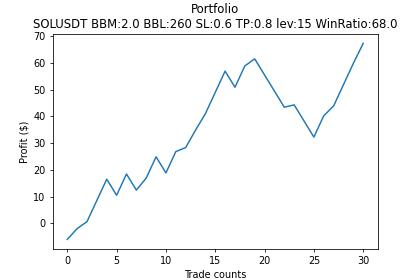 Portfolio
SOLUSDT BBM:2.0 BBL:260 SL:0.6 TP:0.8 lev:15 WinRatio:68.0
70
60
50
40
30
20
10
0
Profit ($)
0 5 10 15 20 25 30
Trade counts